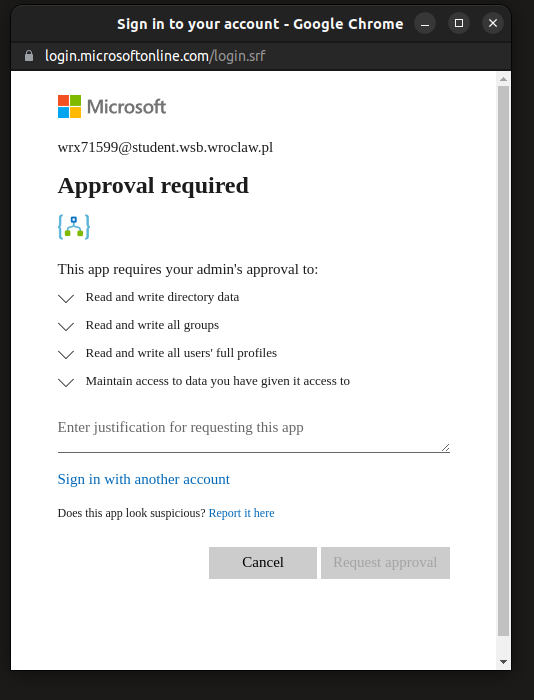 Sign in to your account - Google Chrome
login.microsoftonline.com/login.srf
Microsoft
wrx71599@student.wsb.wroclaw.pl
Approval required
This app requires your admin's approval to:
Read and write directory data
Read and write all groups
Read and write all users' full profiles
Maintain access to data you have given it access to
Enter justification for requesting this app
Sign in with another account
Does this app look suspicious? Report it here
Cancel Request approval